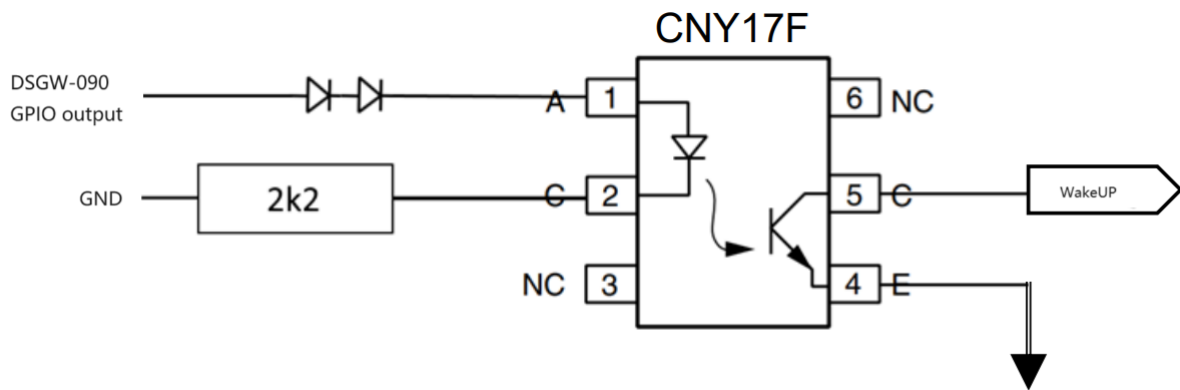 CNY17F
DSGW-090
GPIO output
A 1
6 NC
GND
2k2
C 2
5 C
WakeUP
NC 3
4 E